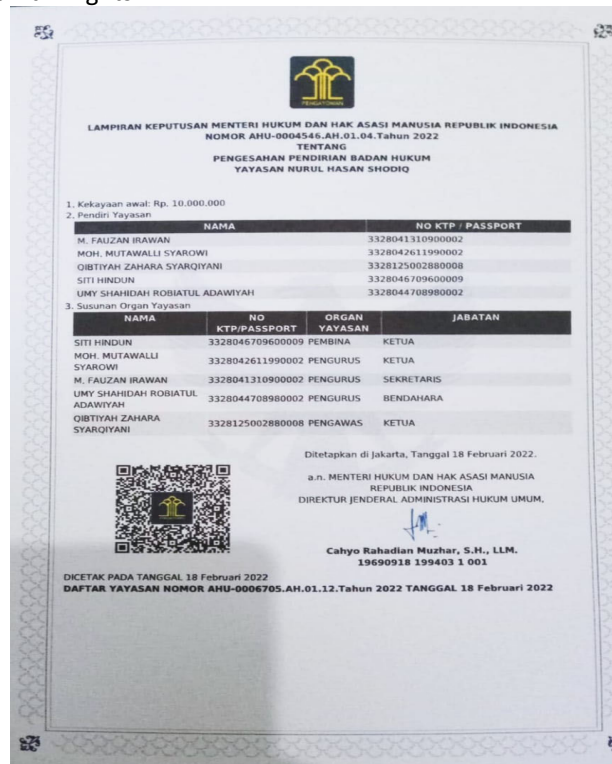 PENGAYOMAN
LAMPIRAN KEPUTUSAN MENTERI HUKUM DAN HAK ASASI MANUSIA REPUBLIK INDONESIA
NOMOR AHU-0004546.AH.01.04.Tahun 2022
TENTANG
PENGESAHAN PENDIRIAN BADAN HUKUM
YAYASAN NURUL HASAN SHODIQ
1. Kekayaan awal: Rp. 10.000.000
2. Pendiri Yayasan
NAMA NO KTP / PASSPORT
M. FAUZAN IRAWAN 3328041310900002
MOH. MUTAWALLI SYAROWI 3328042611990002
QIBTIYAH ZAHARA SYARQIYANI 3328125002880008
SITI HINDUN 3328046709600009
UMY SHAHIDAH ROBIATUL ADAWIYAH 3328044708980002
3. Susunan Organ Yayasan
NAMA NO KTP/PASSPORT ORGAN YAYASAN JABATAN
SITI HINDUN 3328046709600009 PEMBINA KETUA
MOH. MUTAWALLI SYAROWI 3328042611990002 PENGURUS KETUA
M. FAUZAN IRAWAN 3328041310900002 PENGURUS SEKRETARIS
UMY SHAHIDAH ROBIATUL ADAWIYAH 3328044708980002 PENGURUS BENDAHARA
QIBTIYAH ZAHARA SYARQIYANI 3328125002880008 PENGAWAS KETUA
Ditetapkan di Jakarta, Tanggal 18 Februari 2022.
a.n. MENTERI HUKUM DAN HAK ASASI MANUSIA
REPUBLIK INDONESIA
DIREKTUR JENDERAL ADMINISTRASI HUKUM UMUM,
Cahyo Rahadian Muzhar, S.H., LLM.
19690918 199403 1 001
DICETAK PADA TANGGAL 18 Februari 2022
DAFTAR YAYASAN NOMOR AHU-0006705.AH.01.12.Tahun 2022 TANGGAL 18 Februari 2022